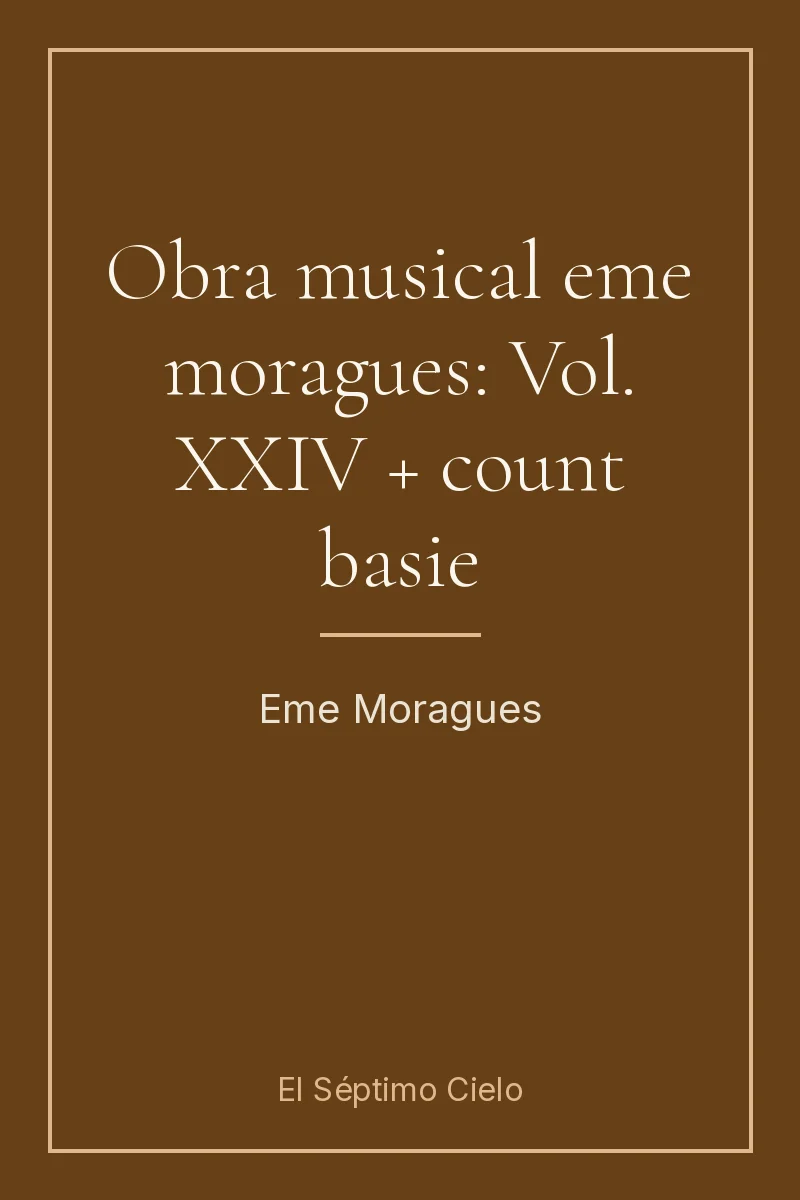 Obra musical eme
moragues: Vol.
XXIV + count
basie
Eme Moragues
El Séptimo Cielo